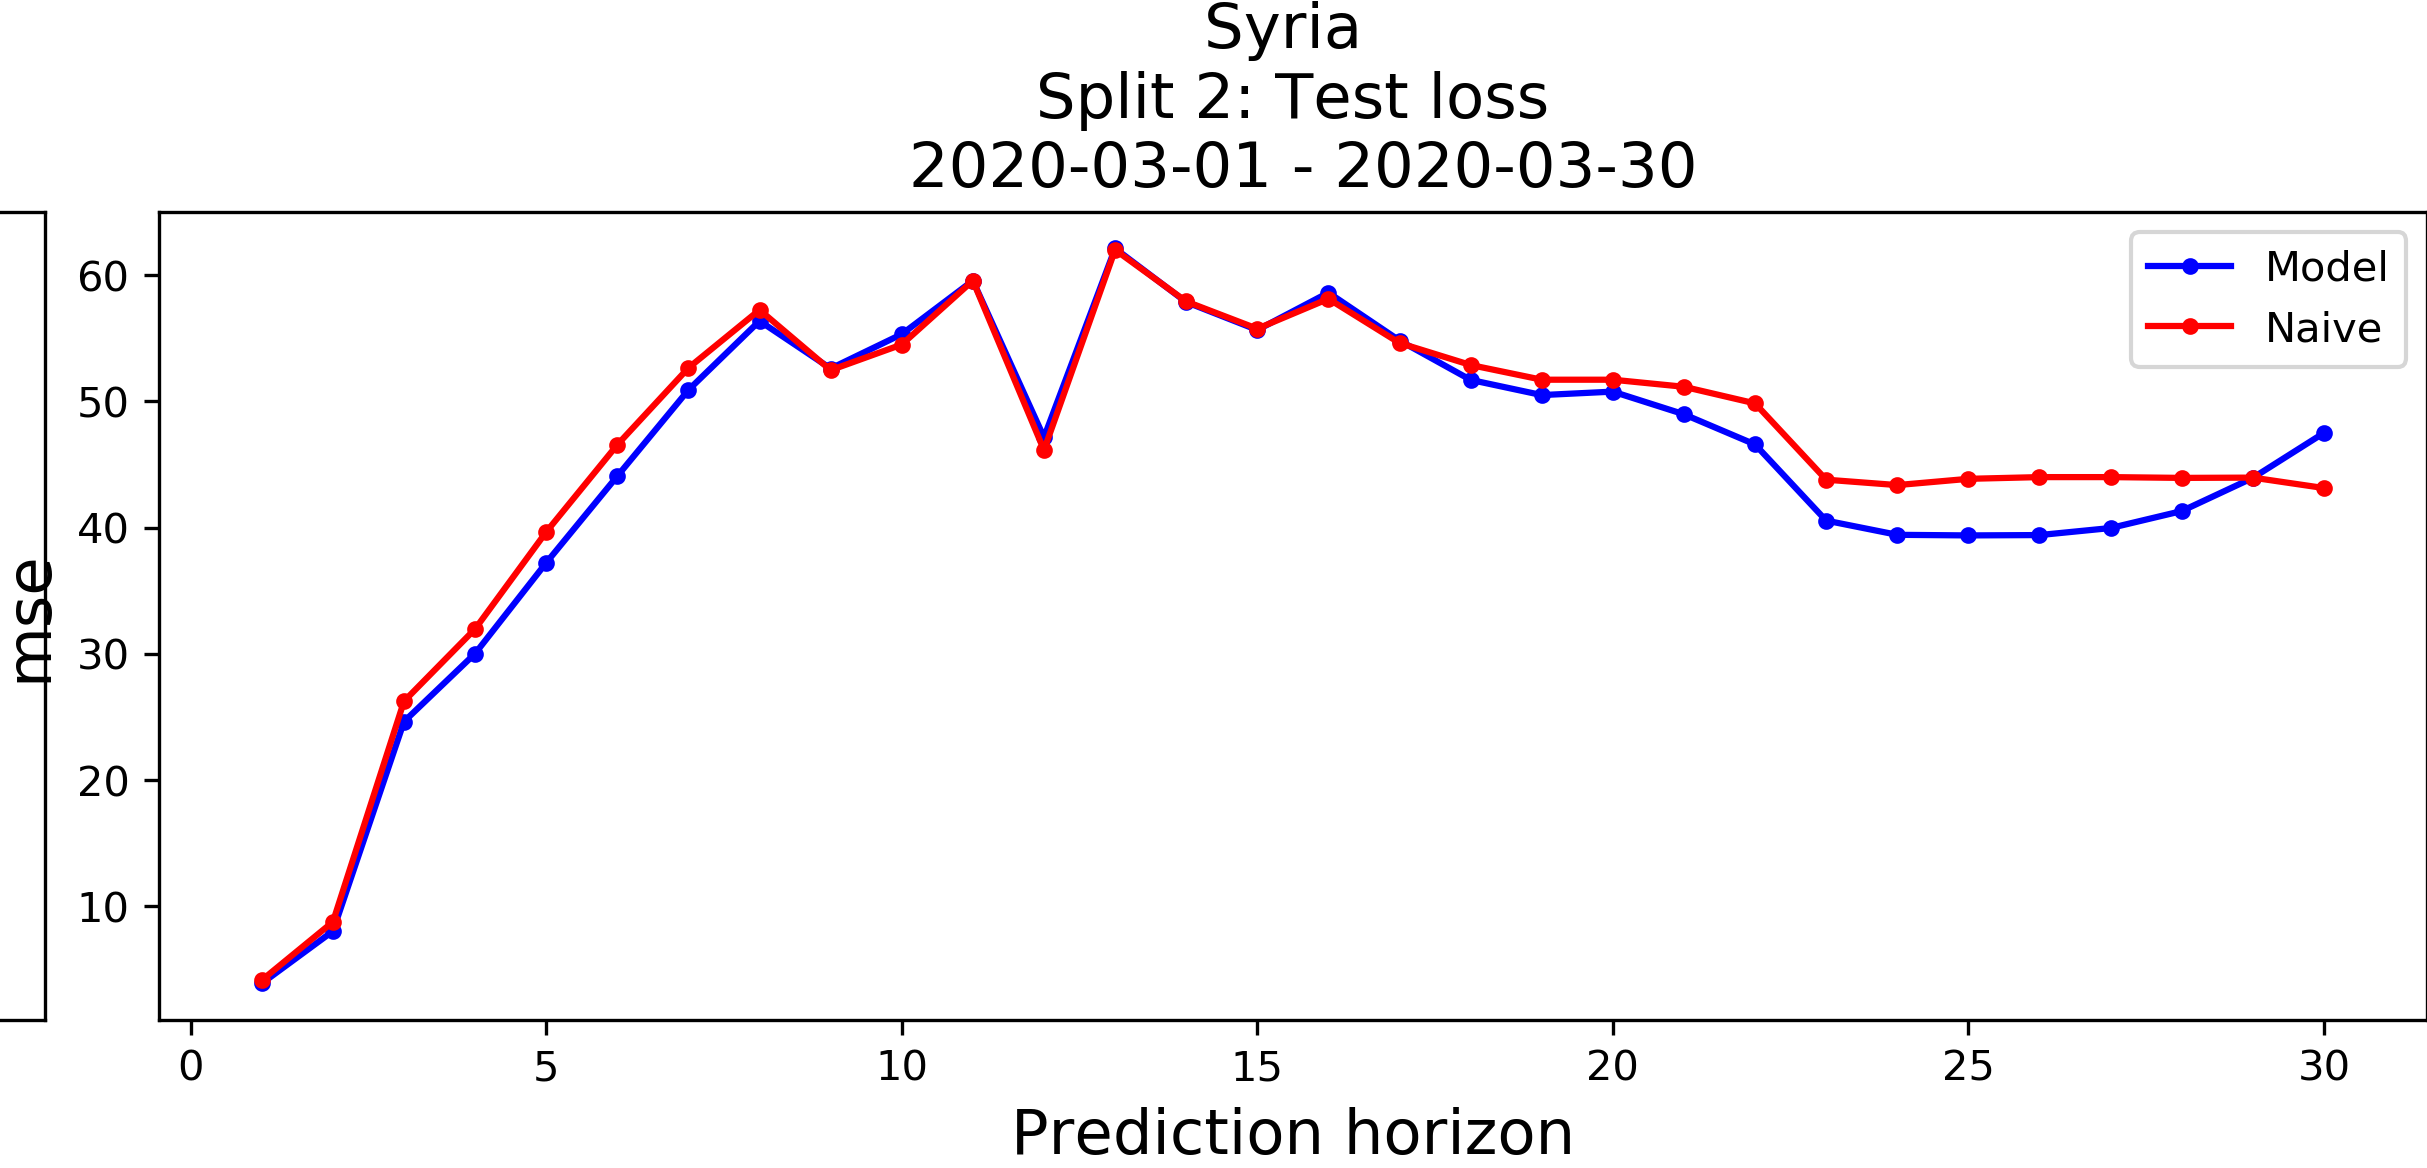 Syria
Split 2: Test loss
2020-03-01 - 2020-03-30
mse
60
50
40
30
20
10
Model
Naive
0 5 10 15 20 25 30
Prediction horizon